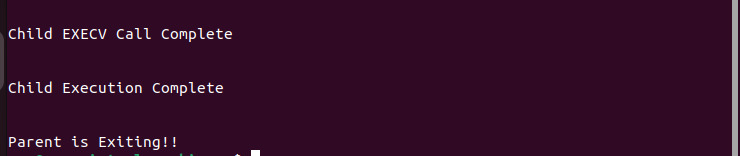 Child EXECV Call Complete
Child Execution Complete
Parent is Exiting!!